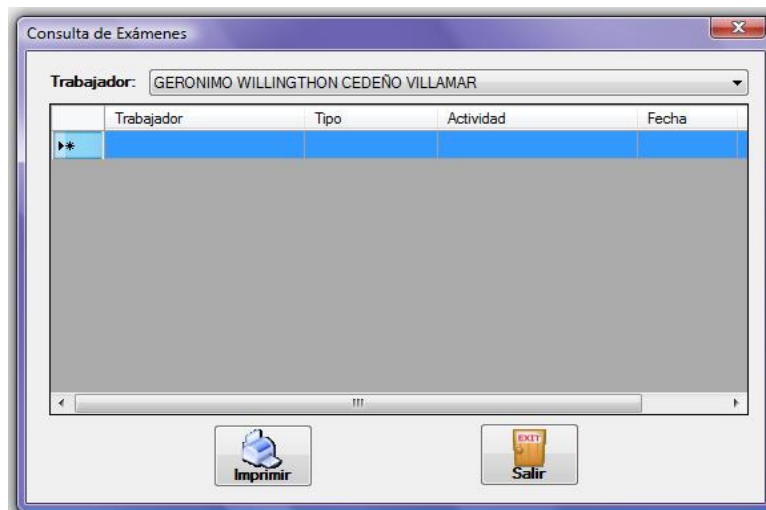 Consulta de Exámenes
Trabajador: GERONIMO WILLINGTHON CEDEÑO VILLAMAR
Trabajador Tipo Actividad Fecha
Imprimir
EXIT
Salir